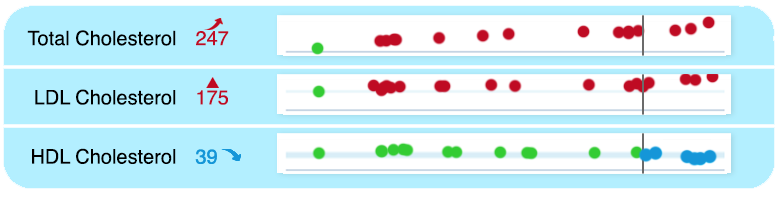 Total Cholesterol 247
LDL Cholesterol 175
HDL Cholesterol 39